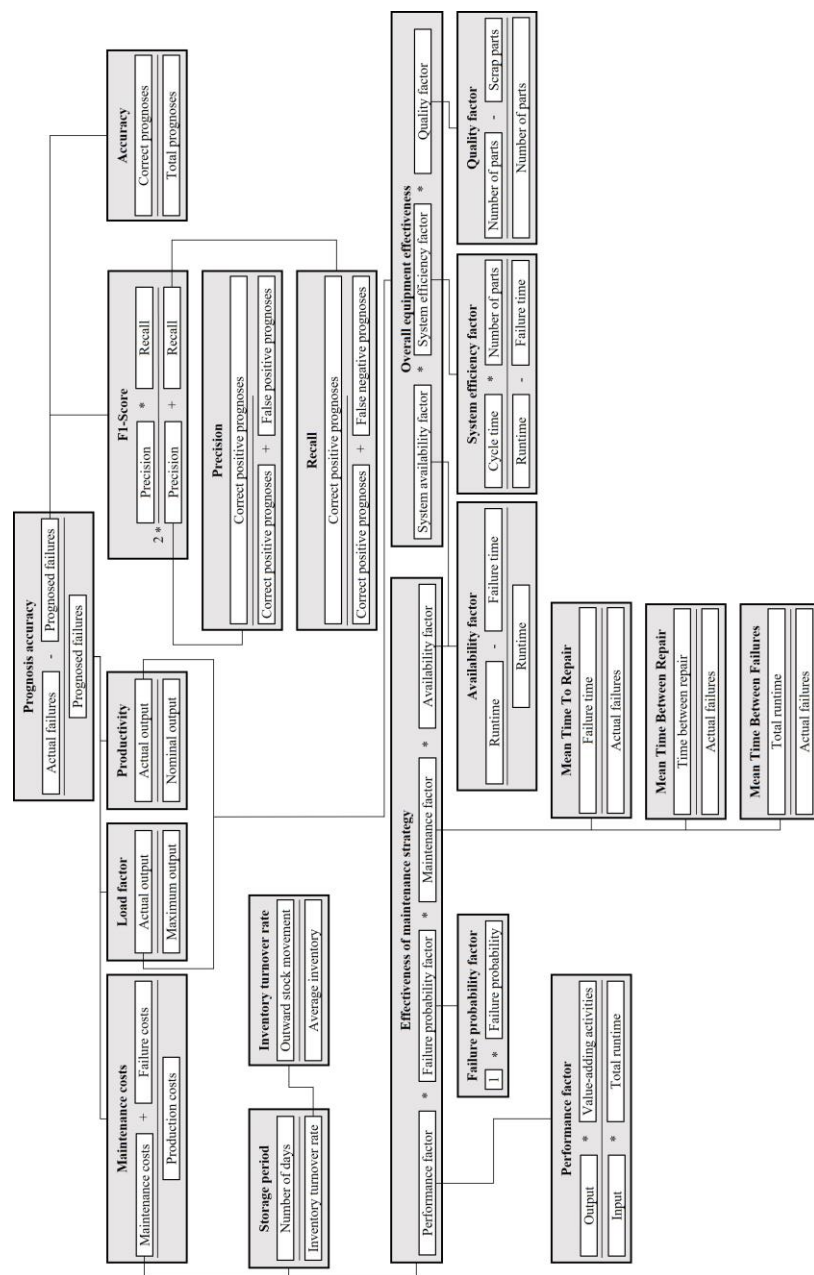 Prognosis accuracy
Actual failures - Prognosed failures
Prognosed failures
Maintenance costs
Maintenance costs + Failure costs
Production costs
Load factor
Actual output
Maximum output
Productivity
Actual output
Nominal output
F1-Score
2 *
Precision * Recall
Precision + Recall
Accuracy
Correct prognoses
Total prognoses
Precision
Correct positive prognoses
Correct positive prognoses + False positive prognoses
Recall
Correct positive prognoses
Correct positive prognoses + False negative prognoses
Storage period
Number of days
Inventory turnover rate
Inventory turnover rate
Outward stock movement
Average inventory
Effectiveness of maintenance strategy
Performance factor * Failure probability factor * Maintenance factor * Availability factor
Overall equipment effectiveness
System availability factor * System efficiency factor * Quality factor
Failure probability factor
1 * Failure probability
Availability factor
Runtime - Failure time
Runtime
System efficiency factor
Cycle time * Number of parts
Runtime - Failure time
Quality factor
Number of parts - Scrap parts
Number of parts
Performance factor
Output * Value-adding activities
Input * Total runtime
Mean Time To Repair
Failure time
Actual failures
Mean Time Between Repair
Time between repair
Actual failures
Mean Time Between Failures
Total runtime
Actual failures